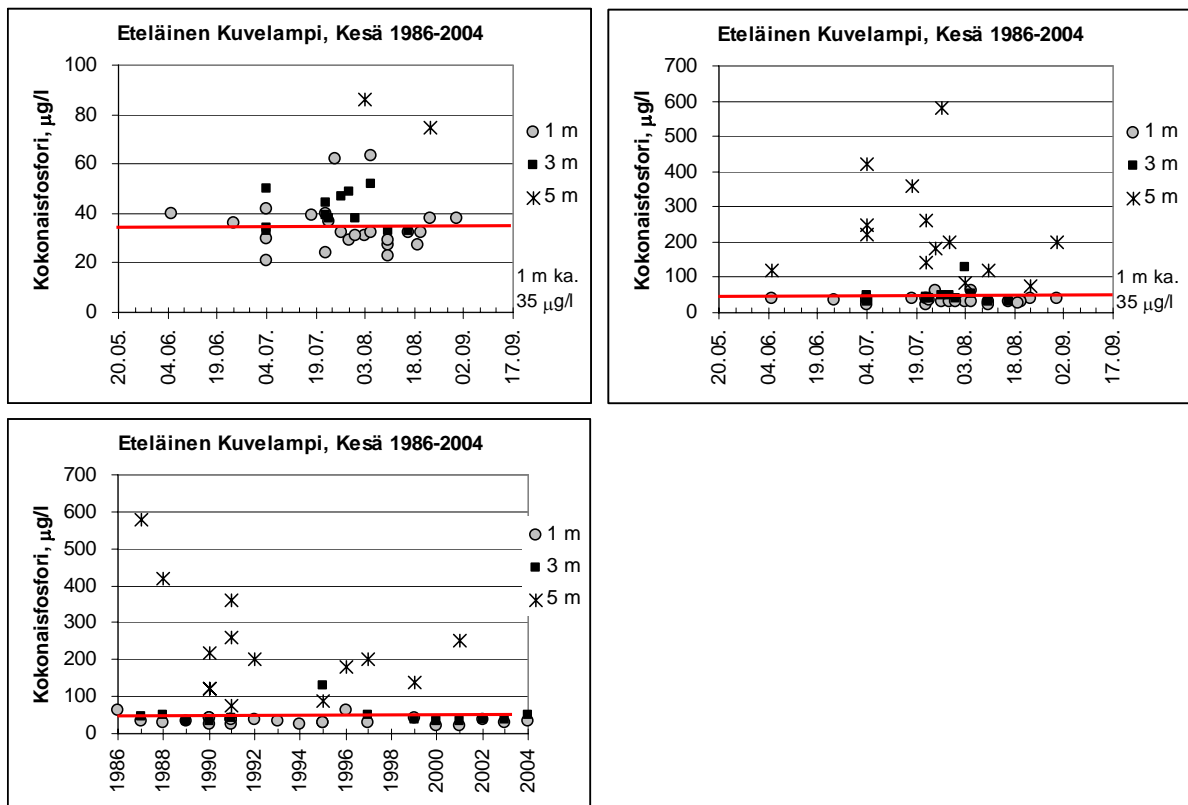 Eteläinen Kuvelampi, Kesä 1986-2004
Kokonaisfosfori, µg/l
100
80
60
40
20
0
20.05.
04.06.
19.06.
04.07.
19.07.
03.08.
18.08.
02.09.
17.09.
1 m
3 m
5 m
1 m ka.
35 µg/l
Eteläinen Kuvelampi, Kesä 1986-2004
Kokonaisfosfori, µg/l
700
600
500
400
300
200
100
0
20.05.
04.06.
19.06.
04.07.
19.07.
03.08.
18.08.
02.09.
17.09.
1 m
3 m
5 m
1 m ka.
35 µg/l
Eteläinen Kuvelampi, Kesä 1986-2004
Kokonaisfosfori, µg/l
700
600
500
400
300
200
100
0
1986
1988
1990
1992
1994
1996
1998
2000
2002
2004
1 m
3 m
5 m